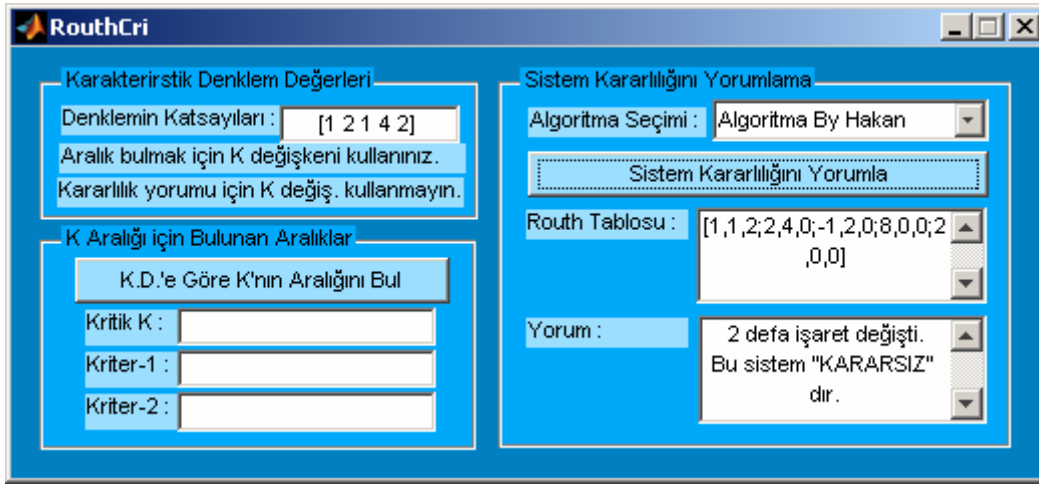 RouthCri
Karakterirstik Denklem Değerleri
Denklemin Katsayıları :
[1 2 1 4 2]
Aralık bulmak için K değişkeni kullanınız.
Kararlılık yorumu için K değiş. kullanmayın.
K Aralığı için Bulunan Aralıklar
K.D.'e Göre K'nın Aralığını Bul
Kritik K :
Kriter-1 :
Kriter-2 :
Sistem Kararlılığını Yorumlama
Algoritma Seçimi :
Algoritma By Hakan
Sistem Kararlılığını Yorumla
Routh Tablosu :
[1,1,2;2,4,0;-1,2,0;8,0,0;2
,0,0]
Yorum :
2 defa işaret değişti.
Bu sistem "KARARSIZ"
dır.